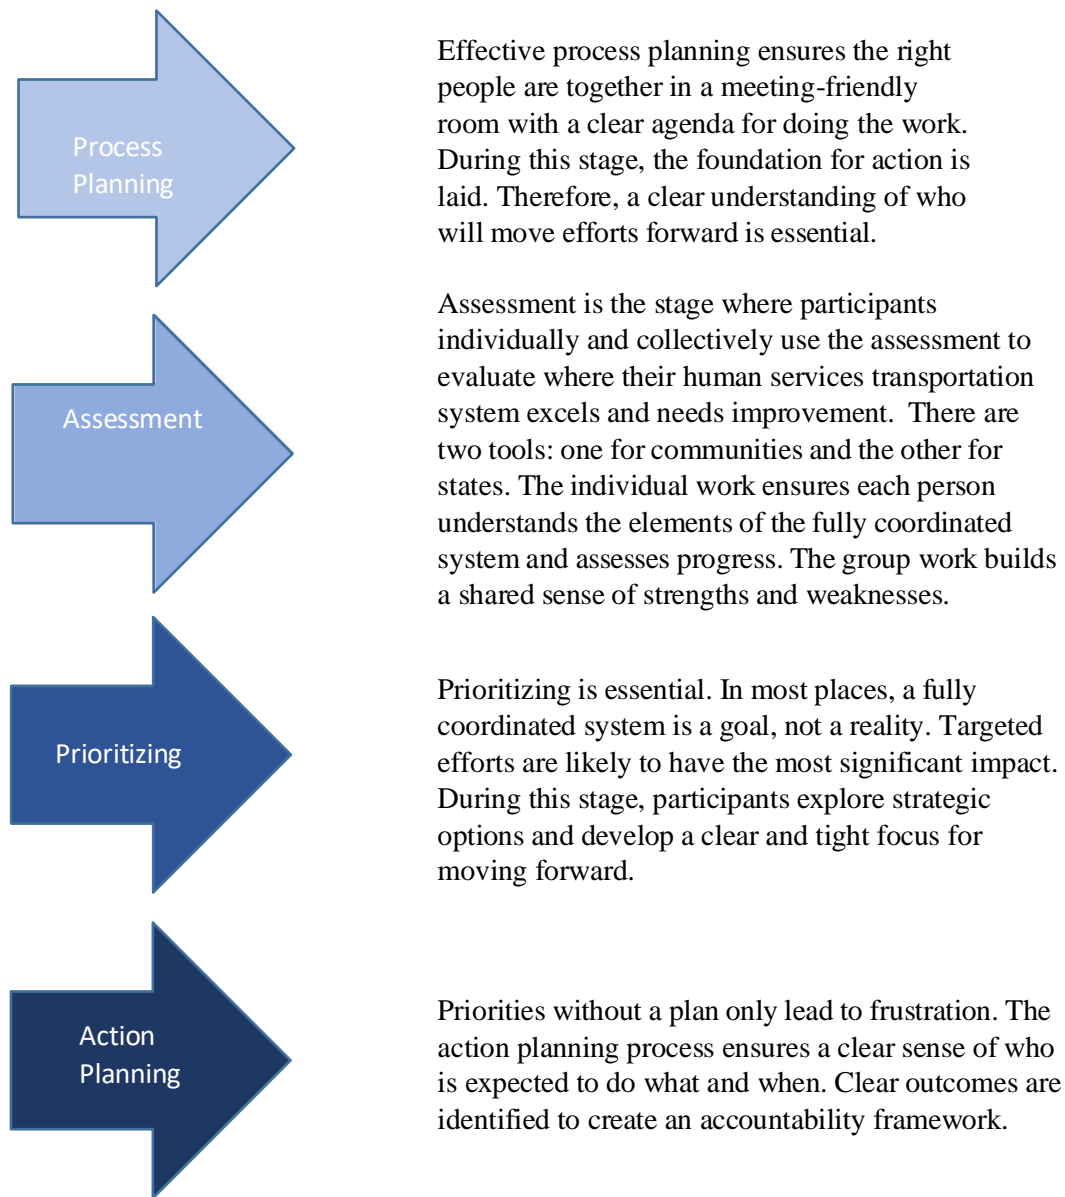 Process
Planning
Effective process planning ensures the right
people are together in a meeting-friendly
room with a clear agenda for doing the work.
During this stage, the foundation for action is
laid. Therefore, a clear understanding of who
will move efforts forward is essential.
Assessment
Assessment is the stage where participants
individually and collectively use the assessment to
evaluate where their human services transportation
system excels and needs improvement.  There are
two tools: one for communities and the other for
states. The individual work ensures each person
understands the elements of the fully coordinated
system and assesses progress. The group work builds
a shared sense of strengths and weaknesses.
Prioritizing
Prioritizing is essential. In most places, a fully
coordinated system is a goal, not a reality. Targeted
efforts are likely to have the most significant impact.
During this stage, participants explore strategic
options and develop a clear and tight focus for
moving forward.
Action
Planning
Priorities without a plan only lead to frustration. The
action planning process ensures a clear sense of who
is expected to do what and when. Clear outcomes are
identified to create an accountability framework.